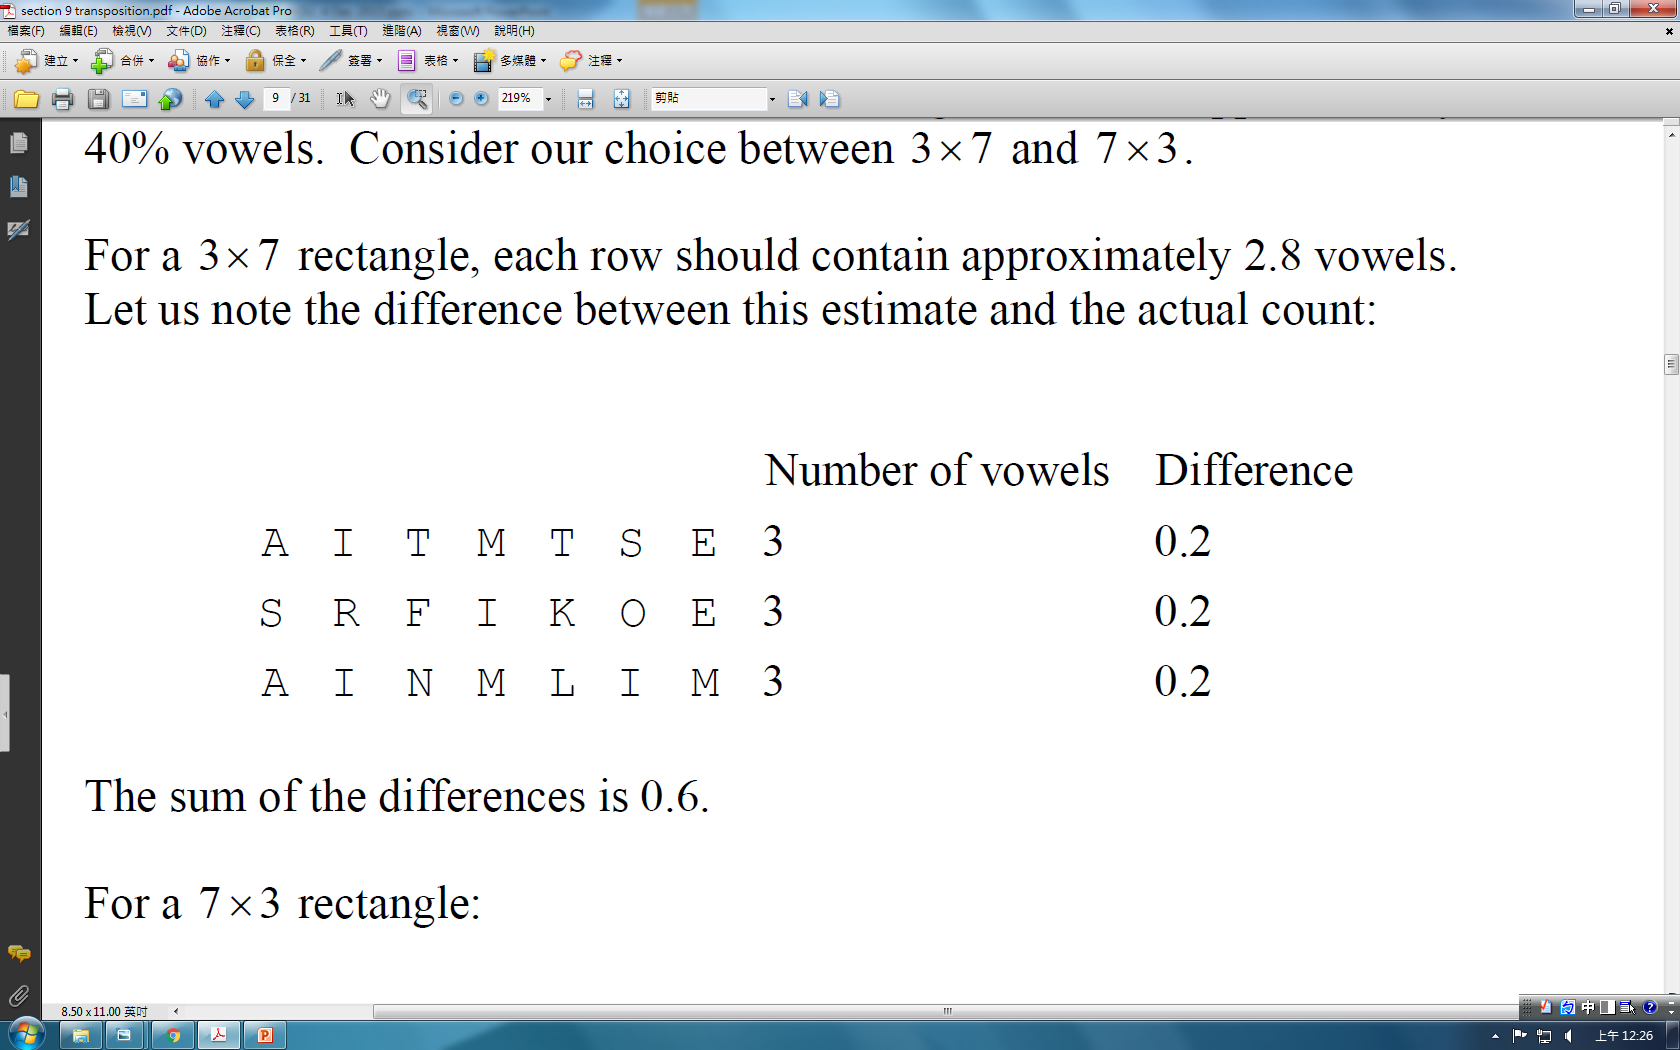 section 9 transposition.pdf - Adobe Acrobat Pro
檔案(F) 編輯(E) 檢視(V) 文件(D) 注釋(C) 表格(R) 工具(T) 進階(A) 視窗(W) 說明(H)
建立 合併 協作 保全 簽署 表格 多媒體 注釋
9 / 31 219% 剪貼
40% vowels. Consider our choice between 3 × 7 and 7 × 3.
For a 3 × 7 rectangle, each row should contain approximately 2.8 vowels.
Let us note the difference between this estimate and the actual count:
Number of vowels Difference
A I T M T S E 3 0.2
S R F I K O E 3 0.2
A I N M L I M 3 0.2
The sum of the differences is 0.6.
For a 7 × 3 rectangle:
8.50 x 11.00 英吋
中
上午 12:26